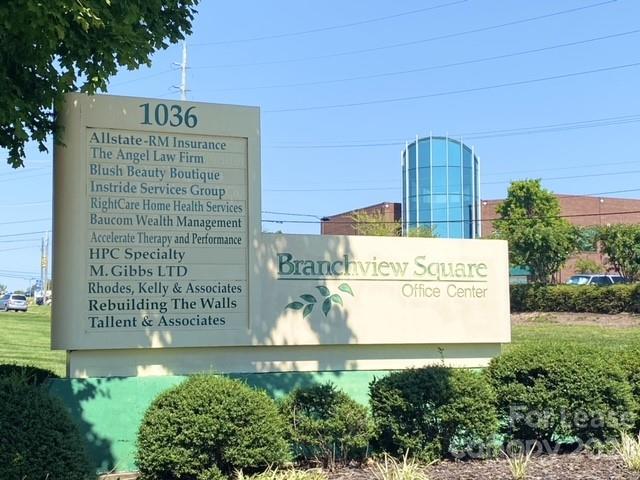 1036
Allstate-RM Insurance
The Angel Law Firm
Blush Beauty Boutique
Instride Services Group
RightCare Home Health Services
Baucom Wealth Management
Accelerate Therapy and Performance
HPC Specialty
M. Gibbs LTD
Rhodes, Kelly & Associates
Rebuilding The Walls
Tallent & Associates
Branchview Square
Office Center
For Lease
Canopy